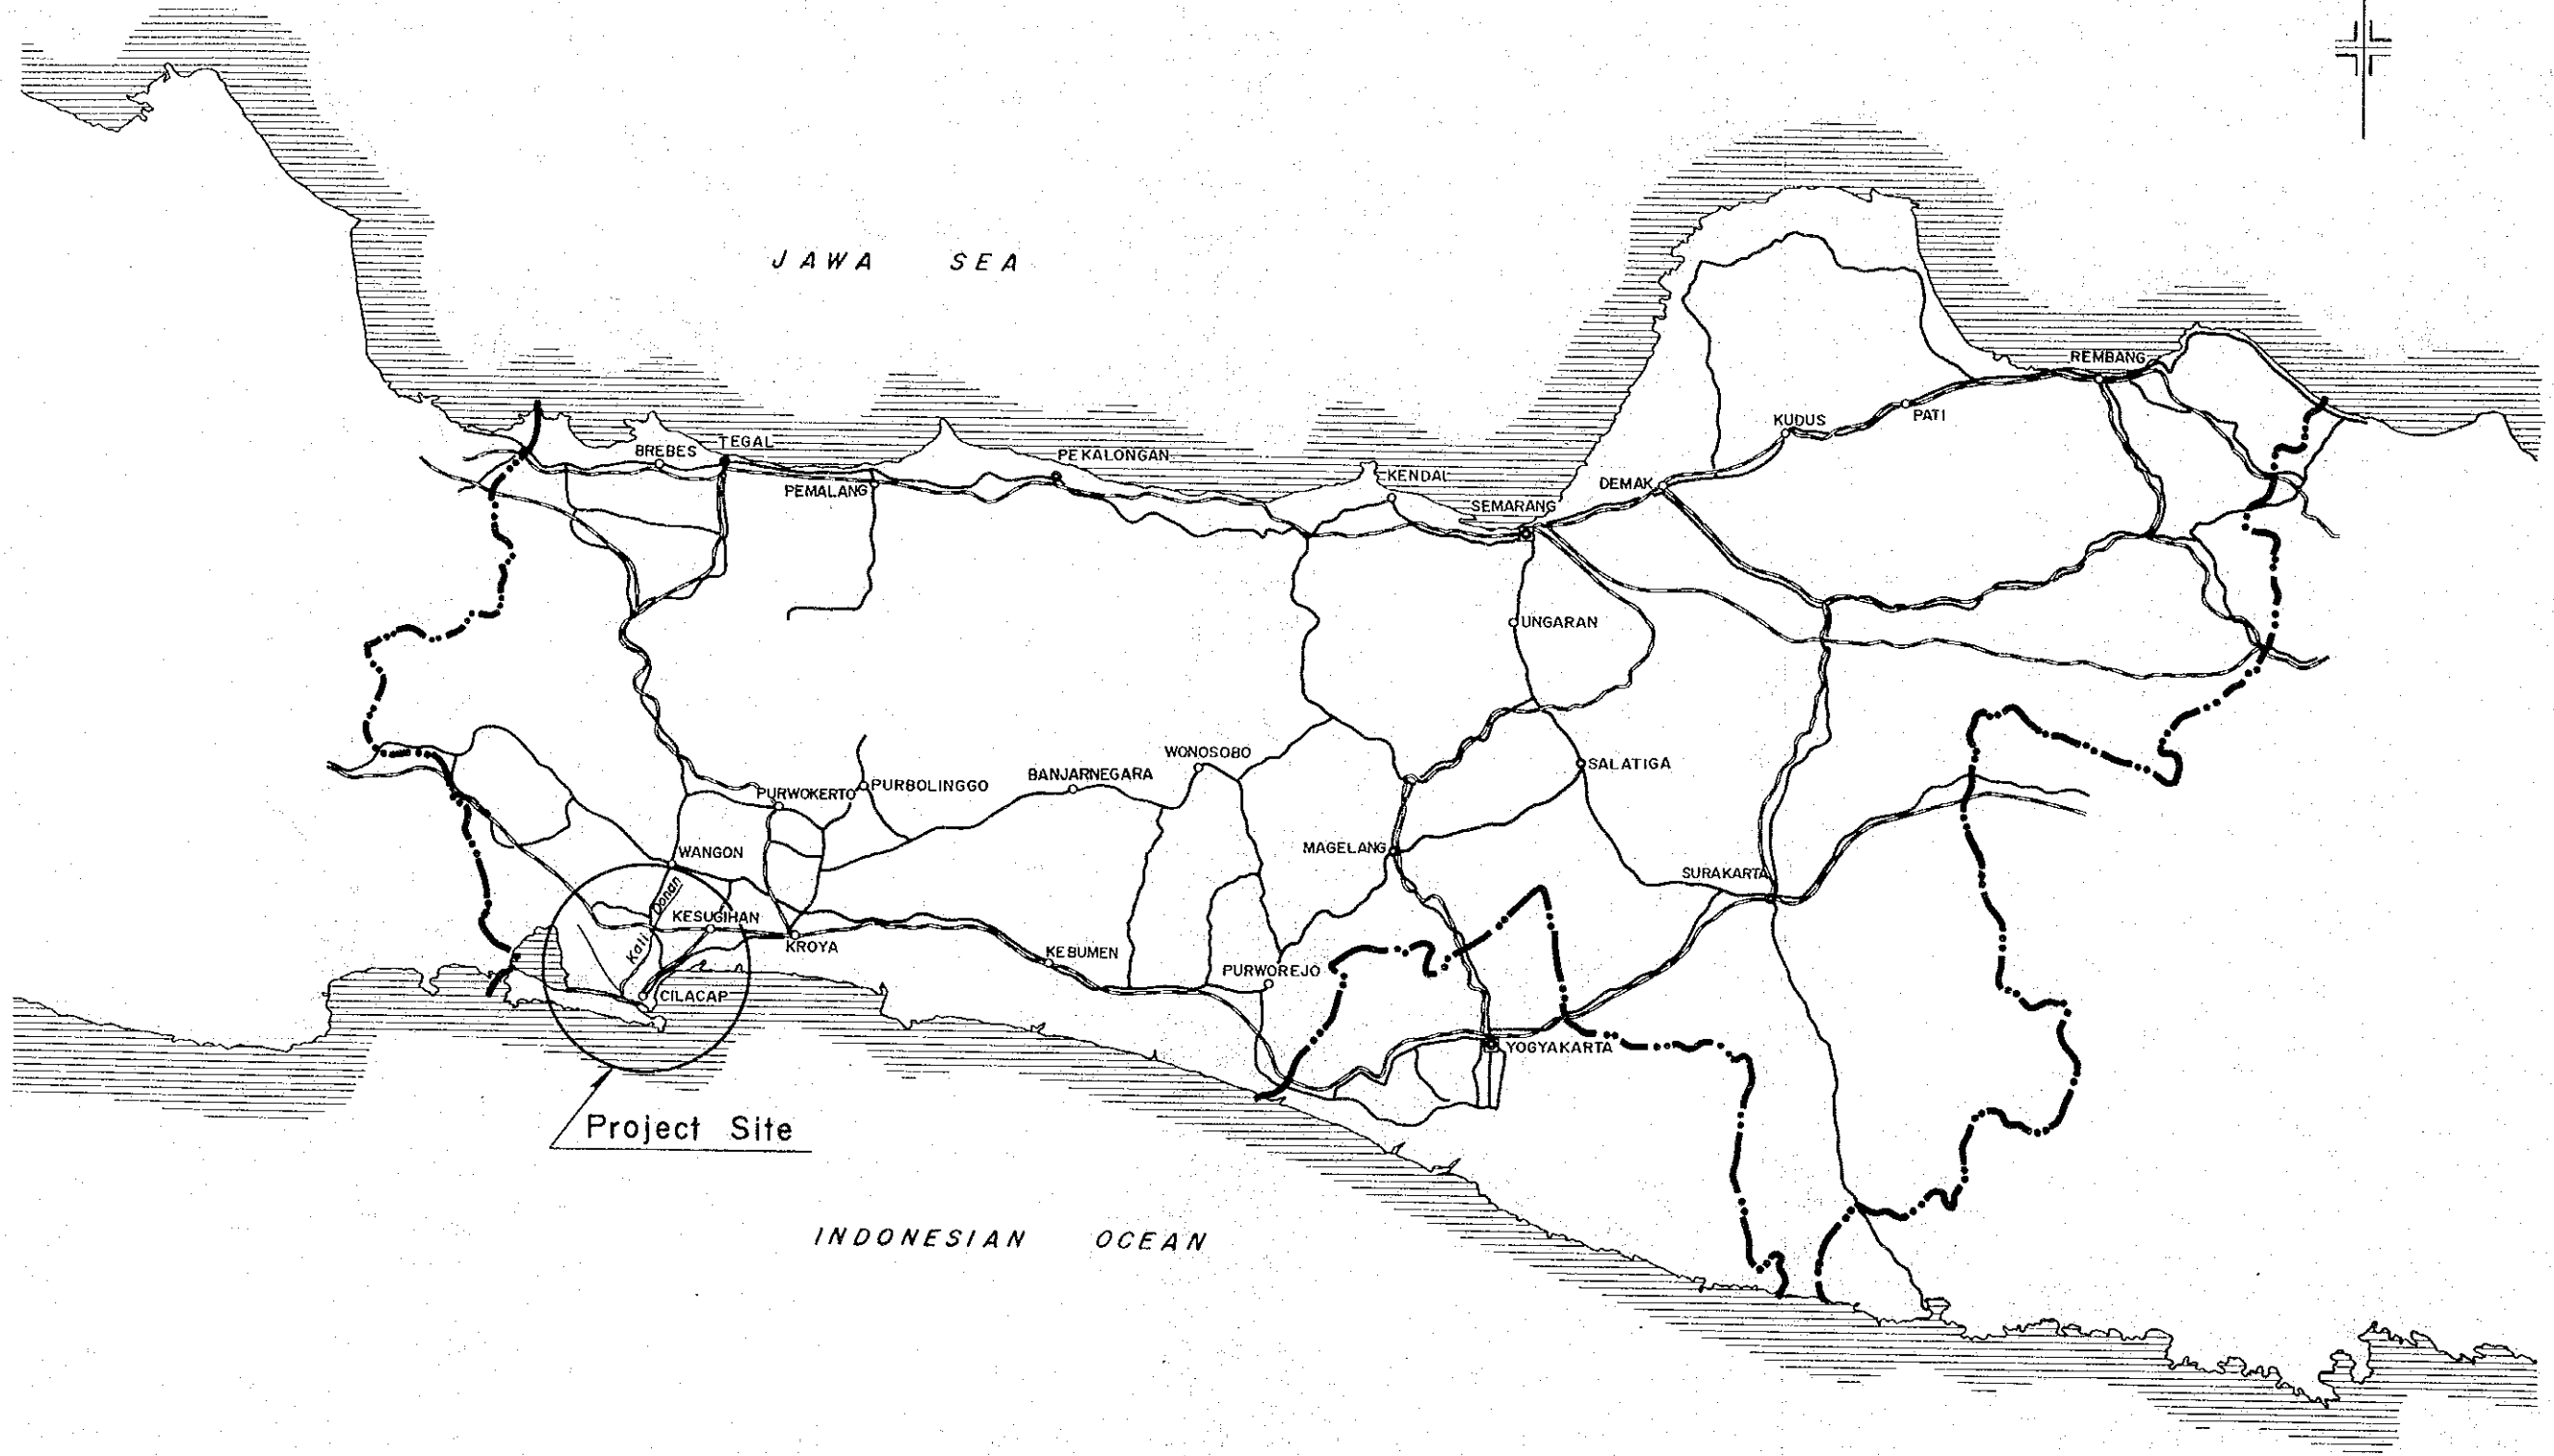 JAWA SEA
REMBANG
KUDUS
PATI
TEGAL
BREBES
PEKALONGAN
KENDAL
PEMALANG
DEMAK
SEMARANG
UNGARAN
WONOSOBO
SALATIGA
BANJARNEGARA
PURBOLINGGO
PURWOKERTO
MAGELANG
WANGON
SURAKARTA
Donan
KESUGIHAN
Kali
KROYA
KEBUMEN
PURWOREJO
CILACAP
YOGYAKARTA
Project Site
INDONESIAN OCEAN